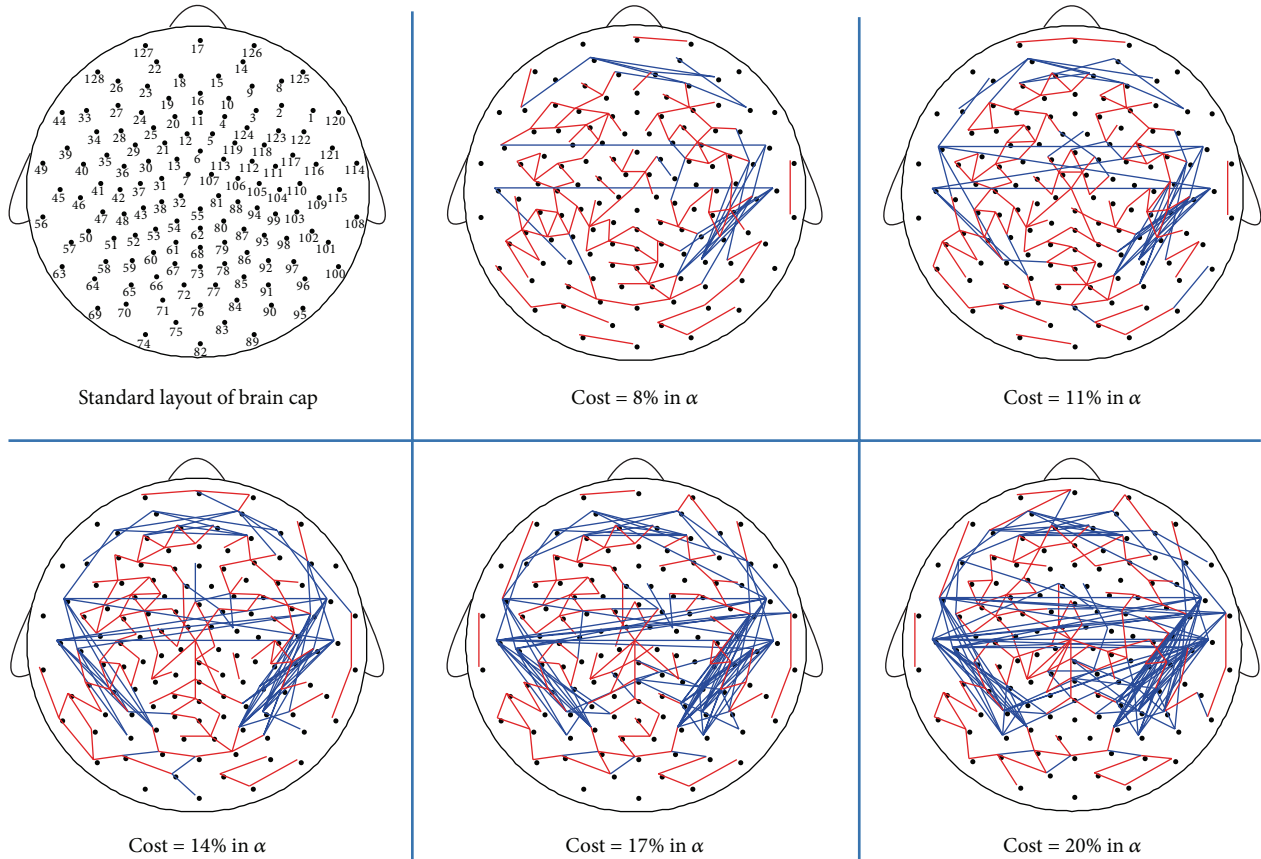 17
127 126
22 14
128 18 15 125
26 8
23 16 9
19 10
27 11 3 2
44 33 24 20 4 1 120
34 28 25 12 5 124 123 122
39 29 21 119 118 121
35 6
49 40 36 30 13 113 112 117 116 114
7 107 106 111
45 41 37 31 105 110 115
46 42 38 32 81 104 109
47 48 43 55 88 94 99 103
56 108
50 53 54 62 80 87 102
57 51 52 93 98 101
60 61 68 79 86
63 58 59 67 73 78 92 97 100
64 66 85 96
65 72 77 91
69 70 71 76 84 90 95
75 83
74 82 89
Standard layout of brain cap
Cost = 8% in α
Cost = 11% in α
Cost = 14% in α
Cost = 17% in α
Cost = 20% in α